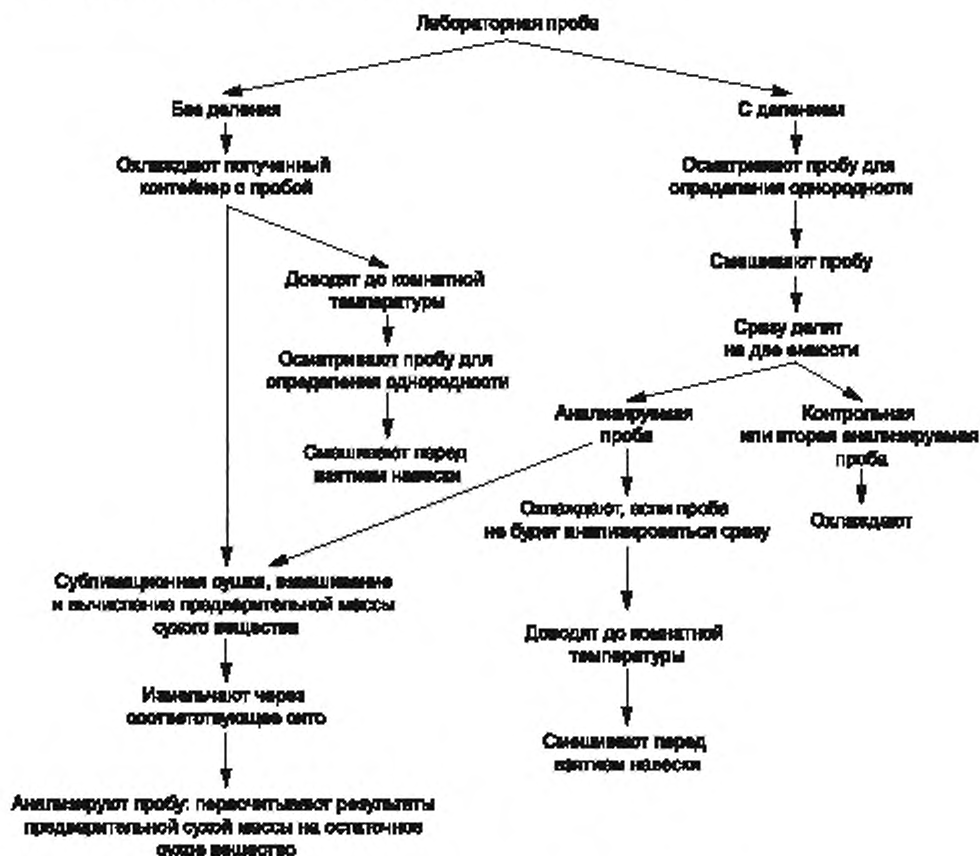 Лабораторная проба
Без деления
Охлаждают полученный
контейнер с пробой
Доводят до комнатной
температуры
Осматривают пробу для
определения однородности
Смешивают перед
взятием навески
Сублимационная сушка, взвешивание
и вычисление предварительной массы
сухого вещества
Измельчают через
соответствующее сито
Анализируют пробу: пересчитывают результаты
предварительной сухой массы на остаточное
сухое вещество
С делением
Осматривают пробу для
определения однородности
Смешивают пробу
Сразу делят
на две емкости
Анализируемая
проба
Охлаждают, если проба
не будет анализироваться сразу
Доводят до комнатной
температуры
Смешивают перед
взятием навески
Контрольная
или вторая анализируемая
проба
Охлаждают